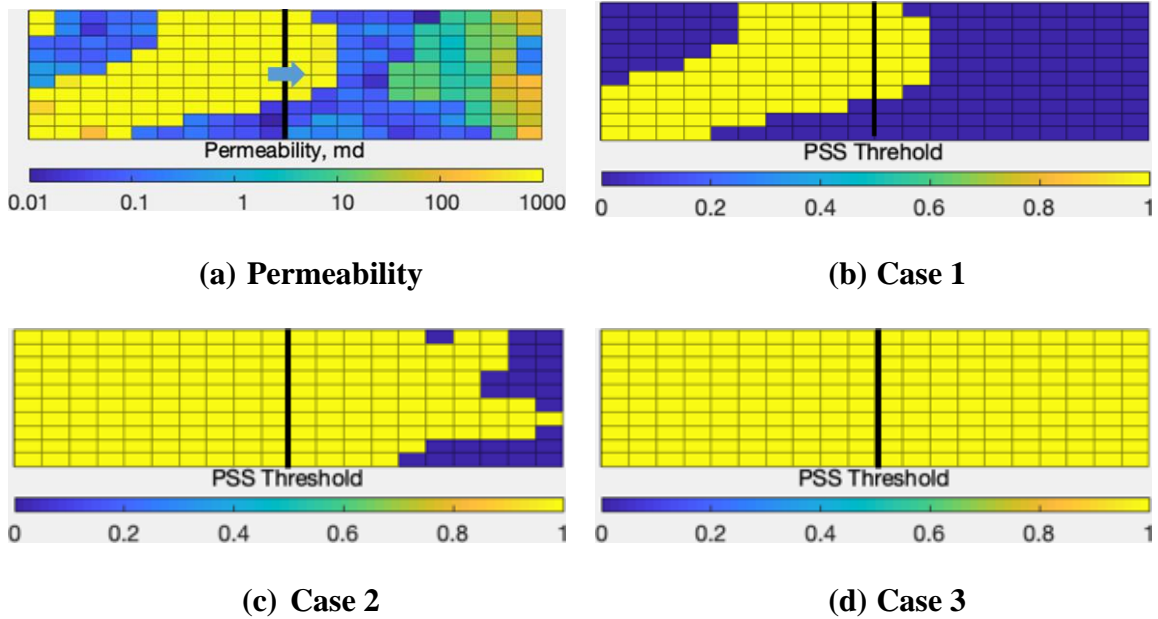 Permeability, md
0.01 0.1 1 10 100 1000
(a) Permeability
PSS Threhold
0 0.2 0.4 0.6 0.8 1
(b) Case 1
PSS Threshold
0 0.2 0.4 0.6 0.8 1
(c) Case 2
PSS Threshold
0 0.2 0.4 0.6 0.8 1
(d) Case 3